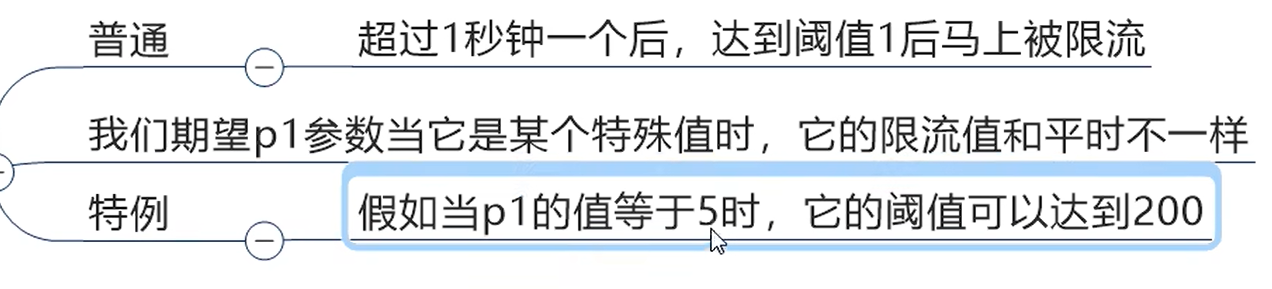 普通 超过1秒钟一个后，达到阈值1后马上被限流
我们期望p1参数当它是某个特殊值时，它的限流值和平时不一样
特例 假如当p1的值等于5时，它的阈值可以达到200